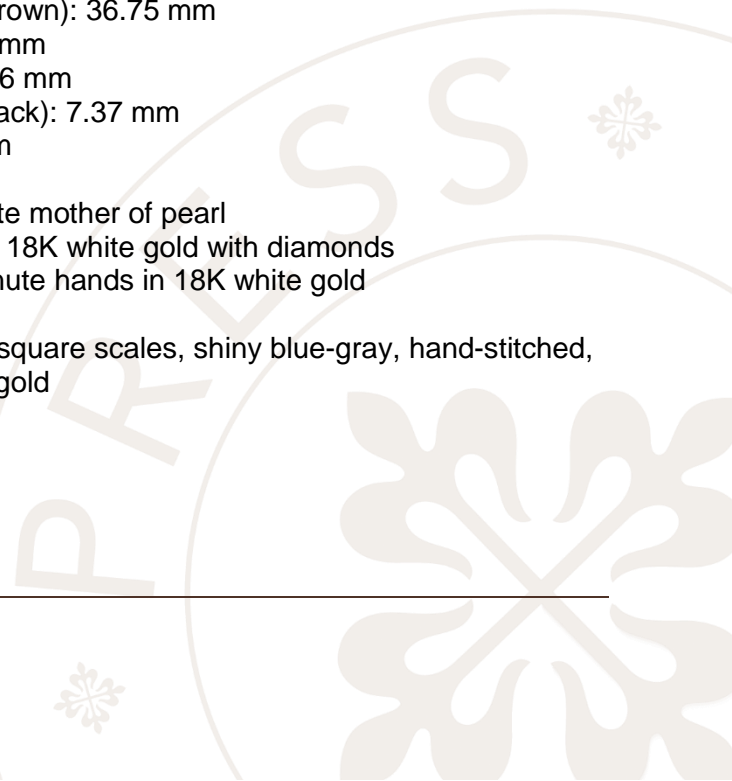 rown): 36.75 mm
mm
6 mm
ack): 7.37 mm
m
te mother of pearl
18K white gold with diamonds
nute hands in 18K white gold
square scales, shiny blue-gray, hand-stitched,
gold
PRESS